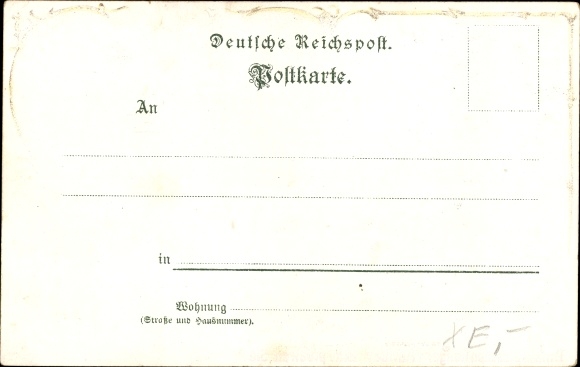 Deutsche Reichspost.
Postkarte.
An
in
Wohnung
(Straße und Hausnummer).
XE,-